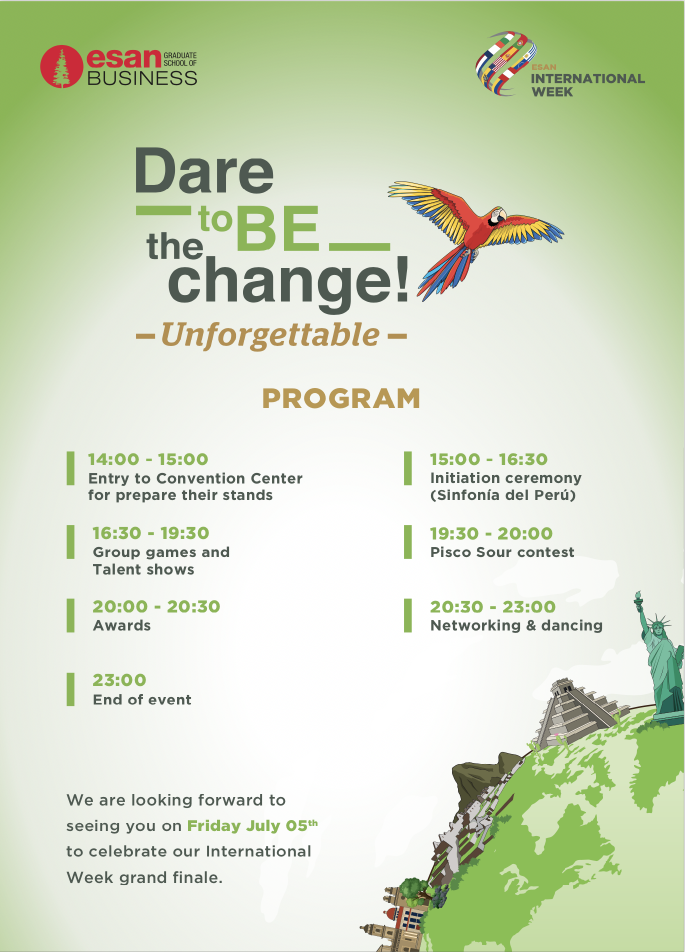 esan GRADUATE
SCHOOL OF
BUSINESS
ESAN
INTERNATIONAL
WEEK
Dare
to BE
the
change!
– Unforgettable –
PROGRAM
14:00 - 15:00
Entry to Convention Center
for prepare their stands
15:00 - 16:30
Initiation ceremony
(Sinfonía del Perú)
16:30 - 19:30
Group games and
Talent shows
19:30 - 20:00
Pisco Sour contest
20:00 - 20:30
Awards
20:30 - 23:00
Networking & dancing
23:00
End of event
We are looking forward to
seeing you on Friday July 05th
to celebrate our International
Week grand finale.